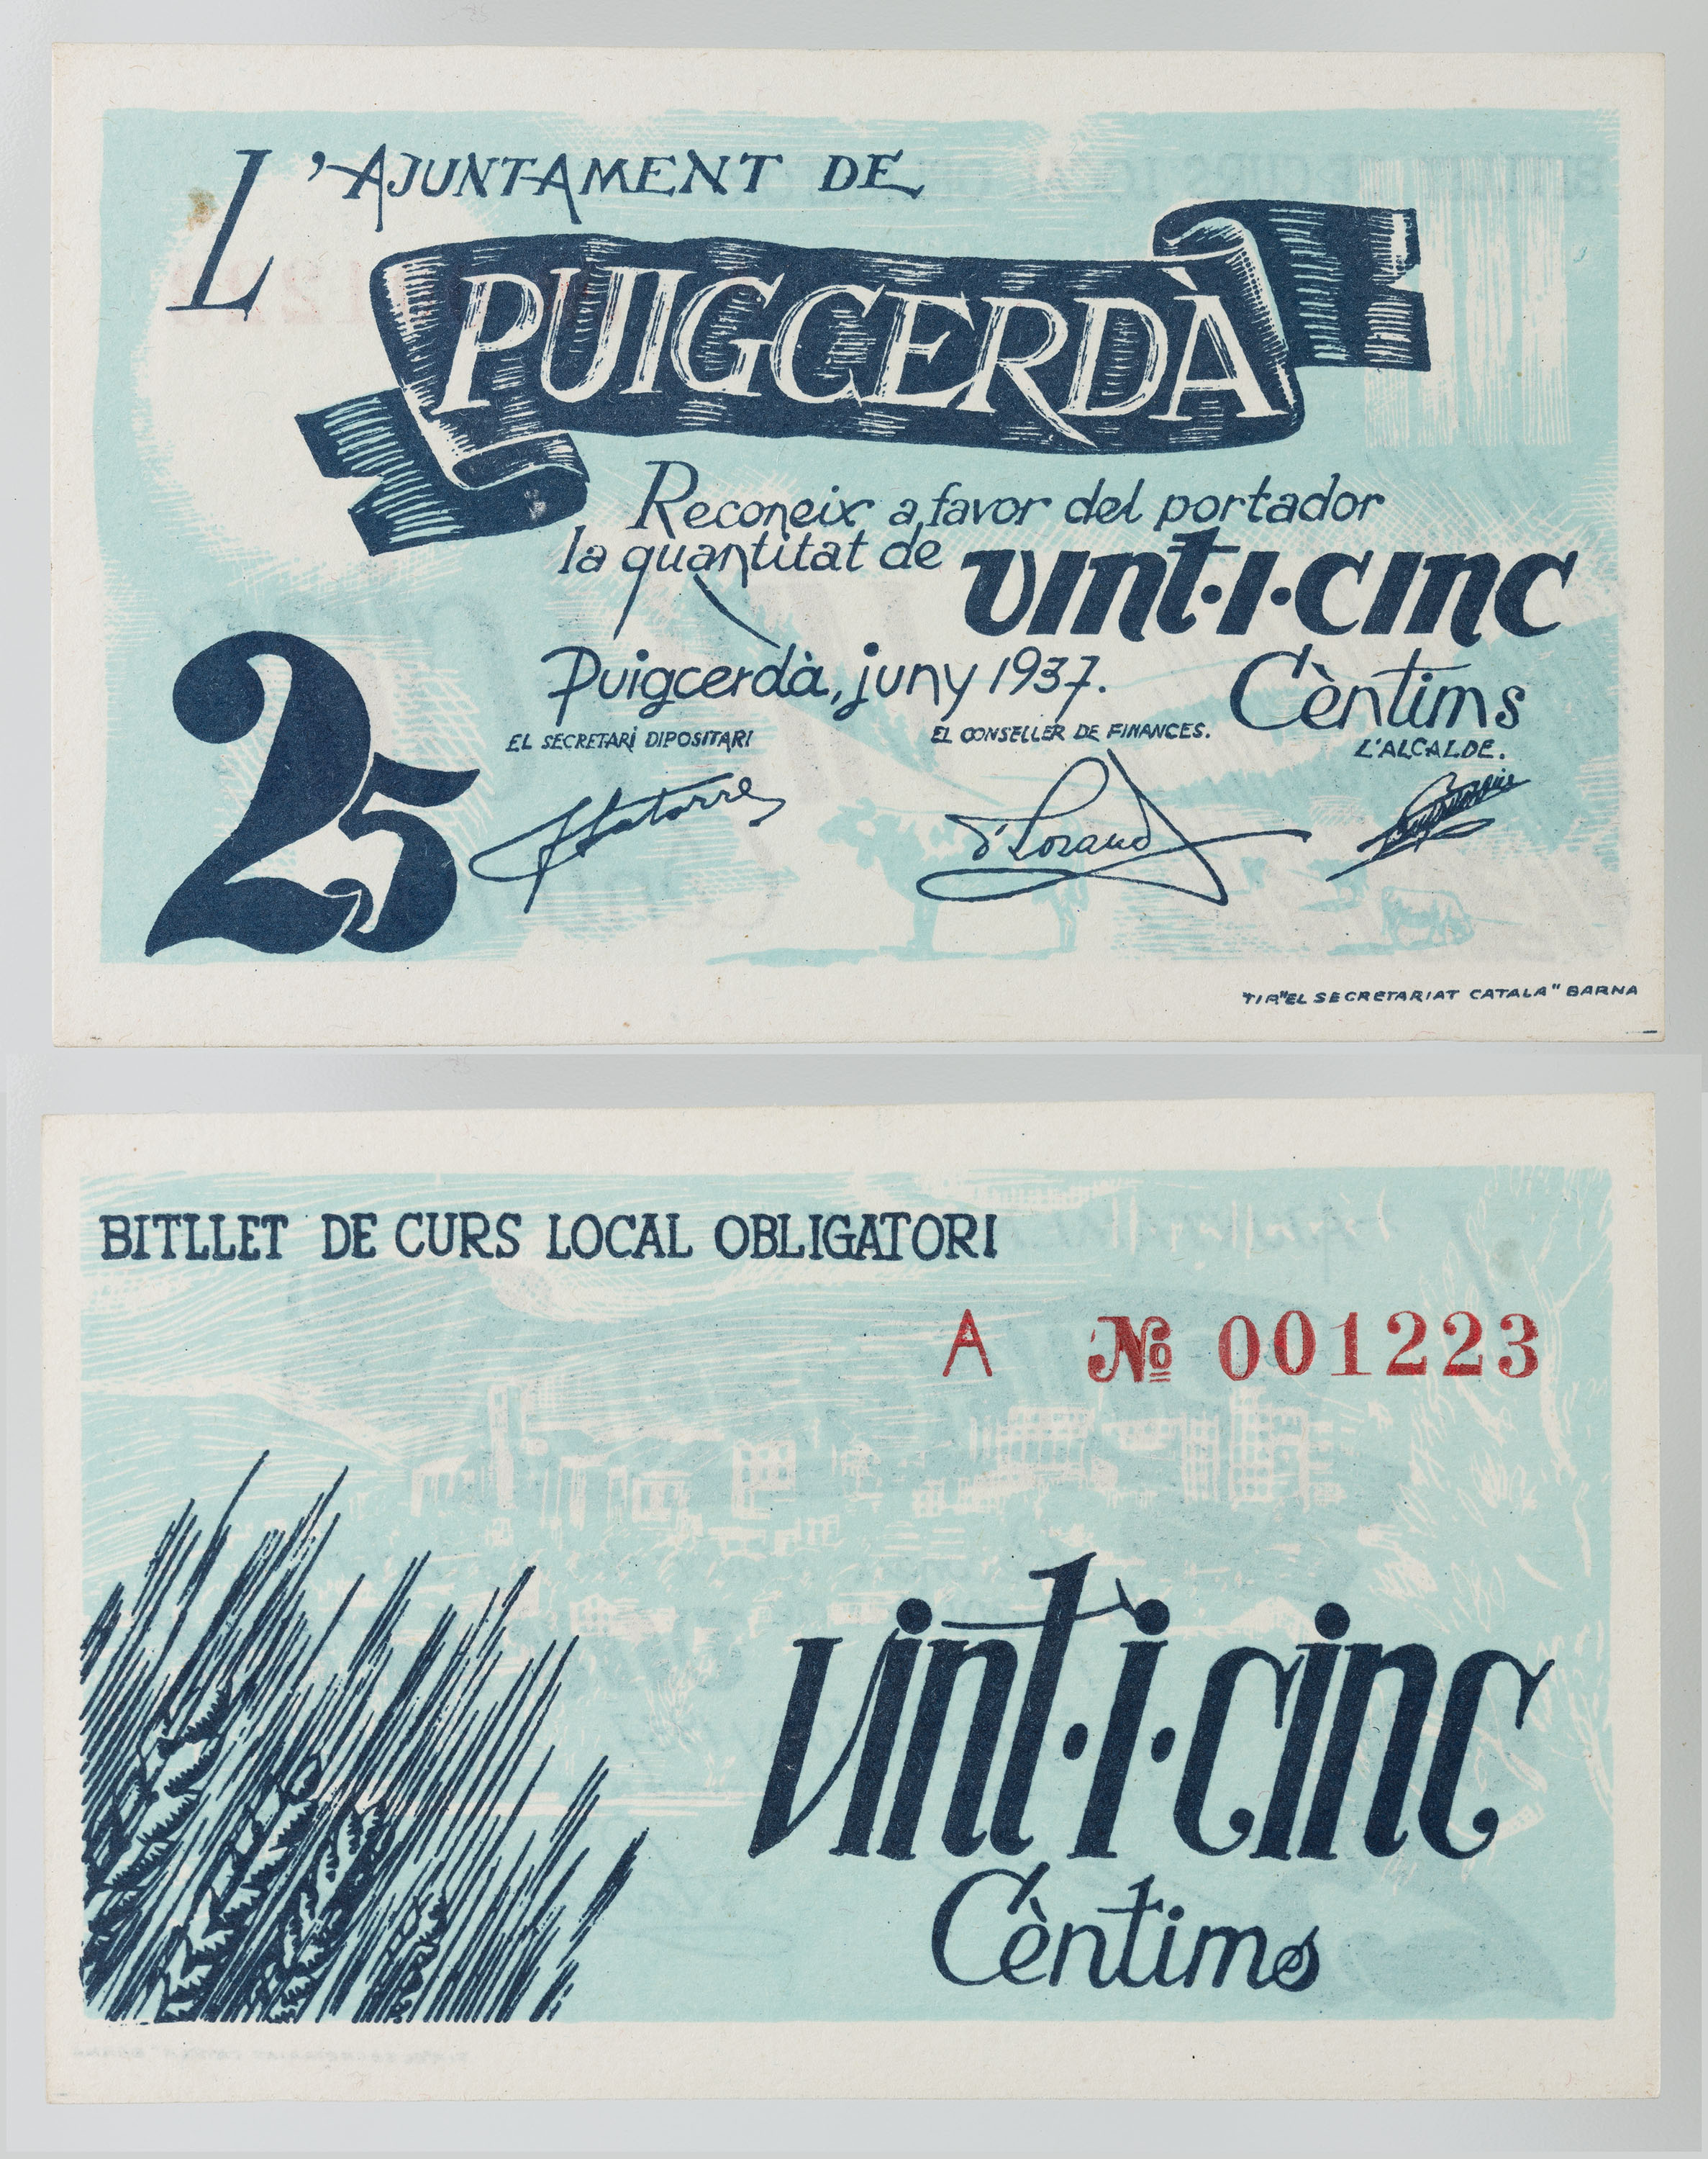 L'AJUNTAMENT DE
PUIGCERDÀ
Reconeix a favor del portador
la quantitat de vint·i·cinc
Puigcerdà, juny 1937. Cèntims
EL SECRETARI DIPOSITARI EL CONSELLER DE FINANCES. L'ALCALDE.
25
"TIP"EL SECRETARIAT CATALA" BARNA
BITLLET DE CURS LOCAL OBLIGATORI
A Nº 001223
vint·i·cinc
Cèntims